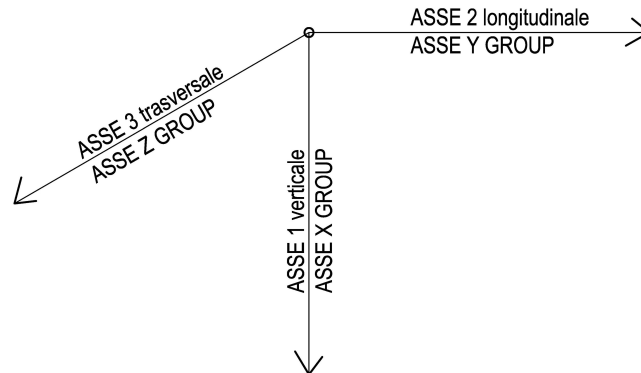 ASSE 2 longitudinale
ASSE Y GROUP
ASSE 3 trasversale
ASSE Z GROUP
ASSE 1 verticale
ASSE X GROUP